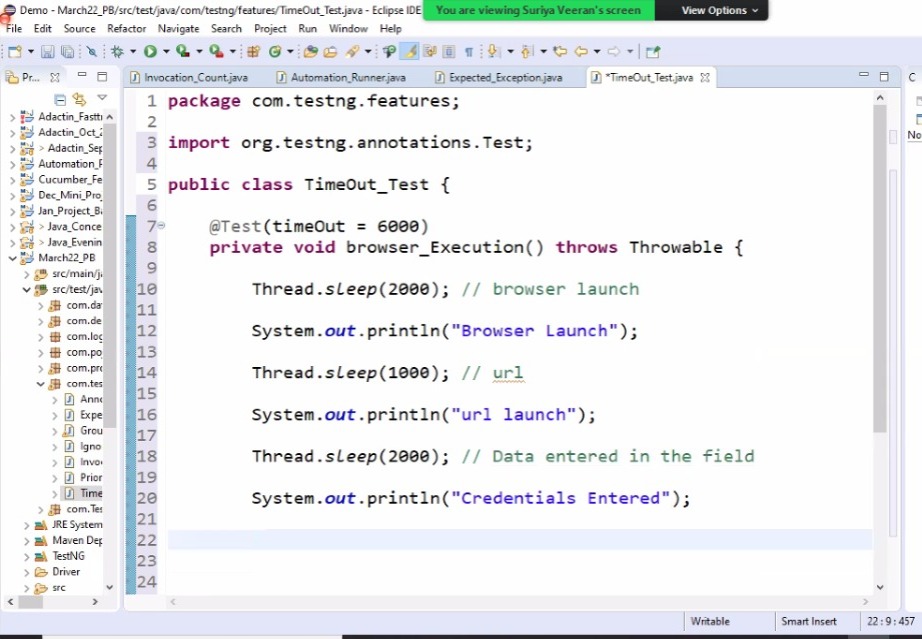 Demo - March22_PB/src/test/java/com/testng/features/TimeOut_Test.java - Eclipse IDE
You are viewing Suriya Veeran's screen
View Options
File Edit Source Refactor Navigate Search Project Run Window Help
Pr...
Invocation_Count.java
Automation_Runner.java
Expected_Exception.java
*TimeOut_Test.java
C
No
Adactin_Fastt
Adactin_Oct_2
> Adactin_Sep
Automation_F
Cucumber_Fe
Dec_Mini_Pro
Jan_Project_Ba
> Java_Conce
> Java_Evenin
March22_PB
src/main/ja
src/test/jav
com.da
com.de
com.log
com.po
com.pro
com.tes
Anno
Expe
Grou
Igno
Invo
Prior
Time
com.Tes
JRE System
Maven Dep
TestNG
Driver
src
1 package com.testng.features;
2
3 import org.testng.annotations.Test;
4
5 public class TimeOut_Test {
6
7 @Test(timeOut = 6000)
8 private void browser_Execution() throws Throwable {
9
10 Thread.sleep(2000); // browser launch
11
12 System.out.println("Browser Launch");
13
14 Thread.sleep(1000); // url
15
16 System.out.println("url launch");
17
18 Thread.sleep(2000); // Data entered in the field
19
20 System.out.println("Credentials Entered");
21
22
23
24
Writable
Smart Insert
22:9:457